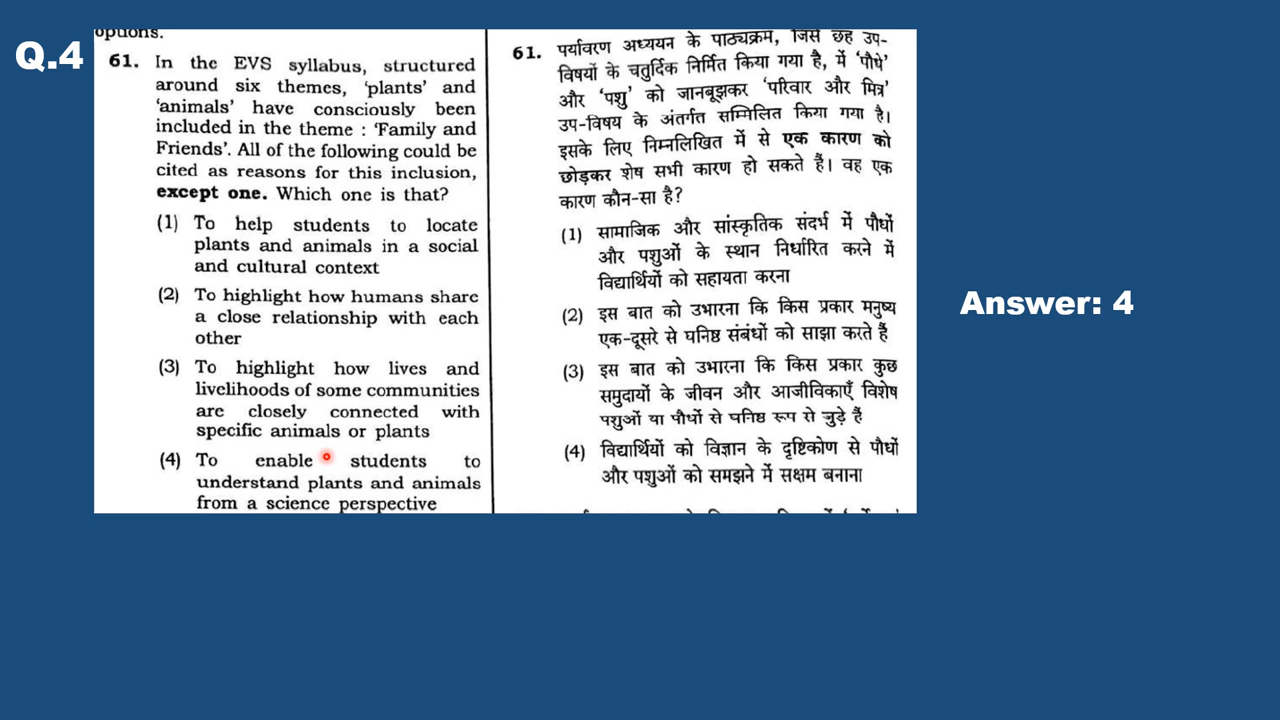 options.
Q.4
61. In the EVS syllabus, structured
around six themes, 'plants' and
'animals' have consciously been
included in the theme : 'Family and
Friends'. All of the following could be
cited as reasons for this inclusion,
except one. Which one is that?
(1) To help students to locate
plants and animals in a social
and cultural context
(2) To highlight how humans share
a close relationship with each
other
(3) To highlight how lives and
livelihoods of some communities
are closely connected with
specific animals or plants
(4) To enable students to
understand plants and animals
from a science perspective
61. पर्यावरण अध्ययन के पाठ्यक्रम, जिसे छह उप-
विषयों के चतुर्दिक निर्मित किया गया है, में 'पौधे'
और 'पशु' को जानबूझकर 'परिवार और मित्र'
उप-विषय के अंतर्गत सम्मिलित किया गया है।
इसके लिए निम्नलिखित में से एक कारण को
छोड़कर शेष सभी कारण हो सकते हैं। वह एक
कारण कौन-सा है?
(1) सामाजिक और सांस्कृतिक संदर्भ में पौधों
और पशुओं के स्थान निर्धारित करने में
विद्यार्थियों को सहायता करना
(2) इस बात को उभारना कि किस प्रकार मनुष्य
एक-दूसरे से घनिष्ठ संबंधों को साझा करते हैं
(3) इस बात को उभारना कि किस प्रकार कुछ
समुदायों के जीवन और आजीविकाएँ विशेष
पशुओं या पौधों से घनिष्ठ रूप से जुड़े हैं
(4) विद्यार्थियों को विज्ञान के दृष्टिकोण से पौधों
और पशुओं को समझने में सक्षम बनाना
Answer: 4